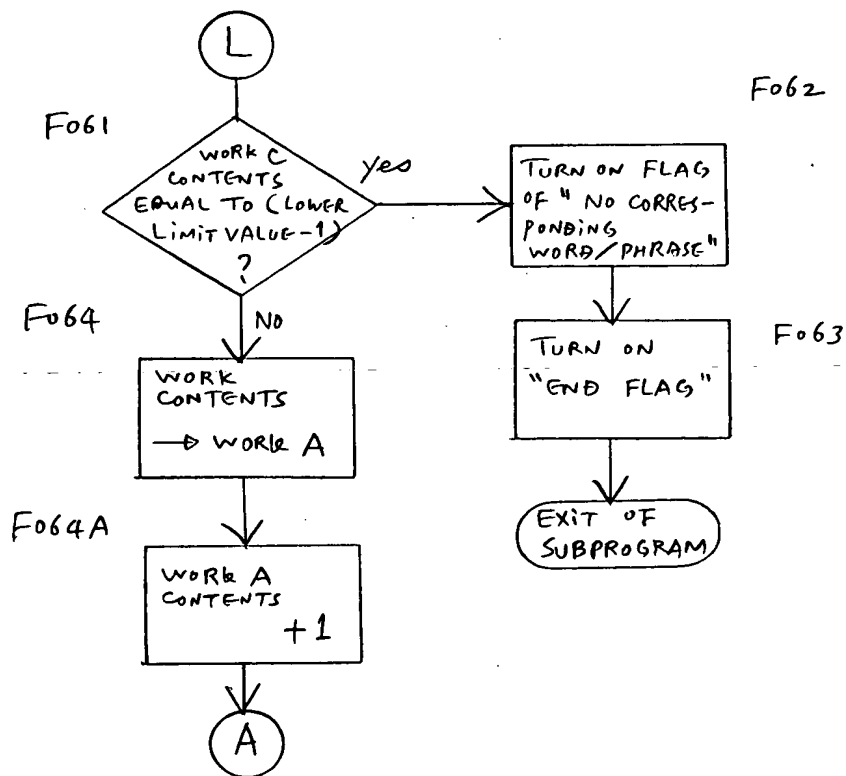 L
F061
WORK C
CONTENTS
EQUAL TO (LOWER
LIMIT VALUE-1)
?
Yes
F062
TURN ON FLAG
OF "NO CORRES-
PONDING
WORD/PHRASE"
NO
F064
WORK
CONTENTS
→ WORK A
TURN ON
"END FLAG"
F063
F064A
WORK A
CONTENTS
+1
EXIT OF
SUBPROGRAM
A